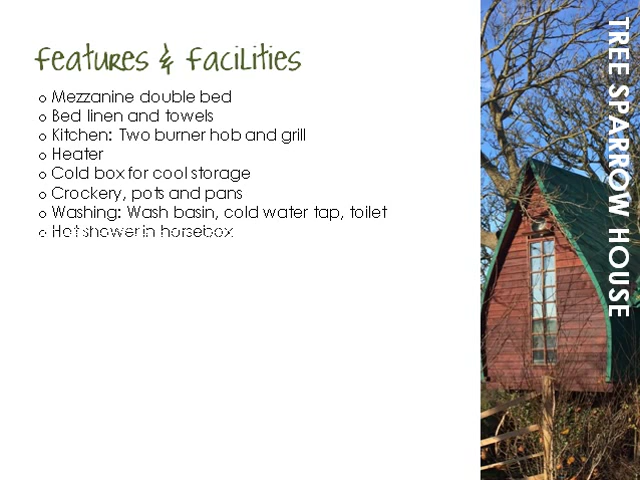 Features & Facilities
o Mezzanine double bed
o Bed linen and towels
o Kitchen: Two burner hob and grill
o Heater
o Cold box for cool storage
o Crockery, pots and pans
o Washing: Wash basin, cold water tap, toilet
o Hot shower in horsebox
TREE SPARROW HOUSE